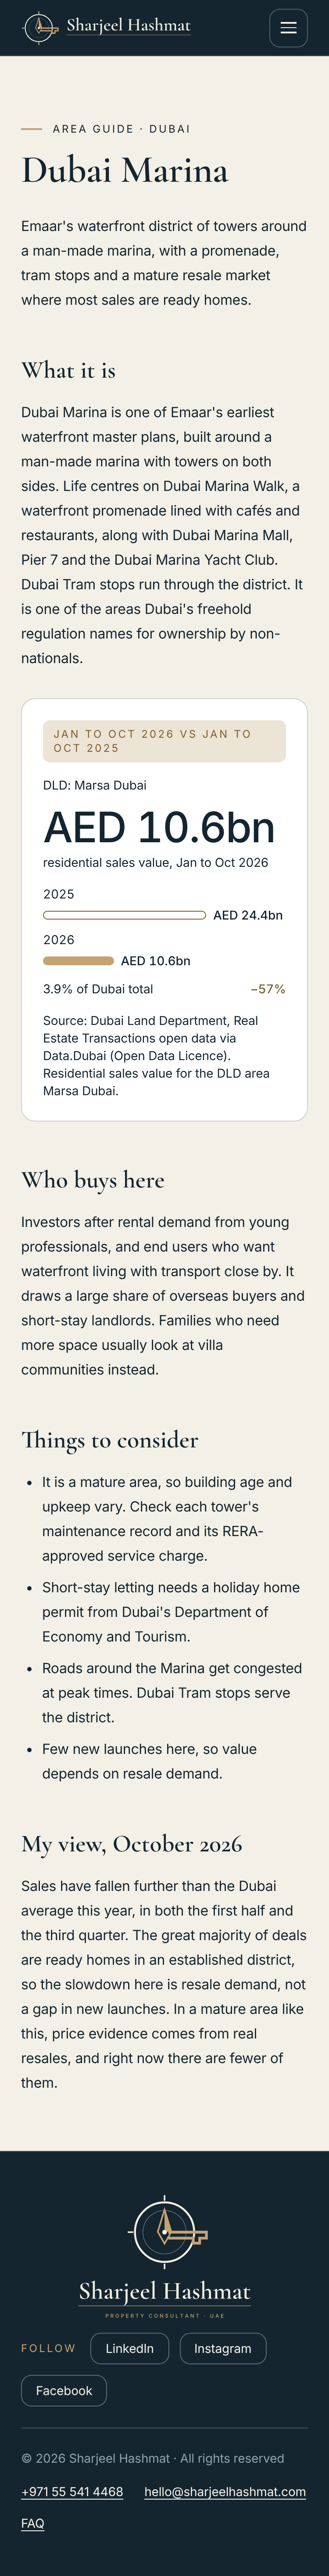 Sharjeel Hashmat
AREA GUIDE · DUBAI
Dubai Marina
Emaar's waterfront district of towers around
a man-made marina, with a promenade,
tram stops and a mature resale market
where most sales are ready homes.
What it is
Dubai Marina is one of Emaar's earliest
waterfront master plans, built around a
man-made marina with towers on both
sides. Life centres on Dubai Marina Walk, a
waterfront promenade lined with cafés and
restaurants, along with Dubai Marina Mall,
Pier 7 and the Dubai Marina Yacht Club.
Dubai Tram stops run through the district. It
is one of the areas Dubai's freehold
regulation names for ownership by non-
nationals.
JAN TO OCT 2026 VS JAN TO
OCT 2025
DLD: Marsa Dubai
AED 10.6bn
residential sales value, Jan to Oct 2026
2025
AED 24.4bn
2026
AED 10.6bn
3.9% of Dubai total −57%
Source: Dubai Land Department, Real
Estate Transactions open data via
Data.Dubai (Open Data Licence).
Residential sales value for the DLD area
Marsa Dubai.
Who buys here
Investors after rental demand from young
professionals, and end users who want
waterfront living with transport close by. It
draws a large share of overseas buyers and
short-stay landlords. Families who need
more space usually look at villa
communities instead.
Things to consider
• It is a mature area, so building age and
upkeep vary. Check each tower's
maintenance record and its RERA-
approved service charge.
• Short-stay letting needs a holiday home
permit from Dubai's Department of
Economy and Tourism.
• Roads around the Marina get congested
at peak times. Dubai Tram stops serve
the district.
• Few new launches here, so value
depends on resale demand.
My view, October 2026
Sales have fallen further than the Dubai
average this year, in both the first half and
the third quarter. The great majority of deals
are ready homes in an established district,
so the slowdown here is resale demand, not
a gap in new launches. In a mature area like
this, price evidence comes from real
resales, and right now there are fewer of
them.
Sharjeel Hashmat
PROPERTY CONSULTANT · UAE
FOLLOW LinkedIn Instagram
Facebook
© 2026 Sharjeel Hashmat · All rights reserved
+971 55 541 4468 hello@sharjeelhashmat.com
FAQ